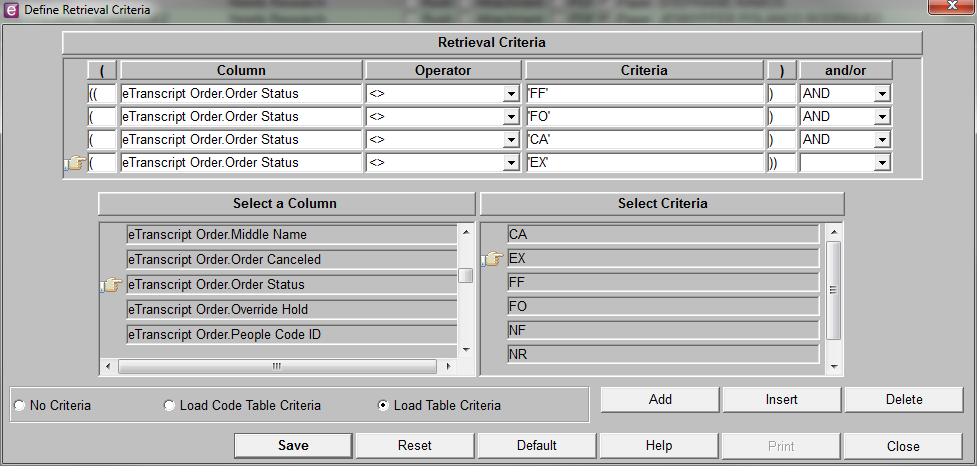 Define Retrieval Criteria
Retrieval Criteria
( Column Operator Criteria ) and/or
(( eTranscript Order.Order Status <> 'FF' ) AND
( eTranscript Order.Order Status <> 'FO' ) AND
( eTranscript Order.Order Status <> 'CA' ) AND
( eTranscript Order.Order Status <> 'EX' ))
Select a Column
eTranscript Order.Middle Name
eTranscript Order.Order Canceled
eTranscript Order.Order Status
eTranscript Order.Override Hold
eTranscript Order.People Code ID
Select Criteria
CA
EX
FF
FO
NF
NR
No Criteria Load Code Table Criteria Load Table Criteria
Add Insert Delete
Save Reset Default Help Print Close